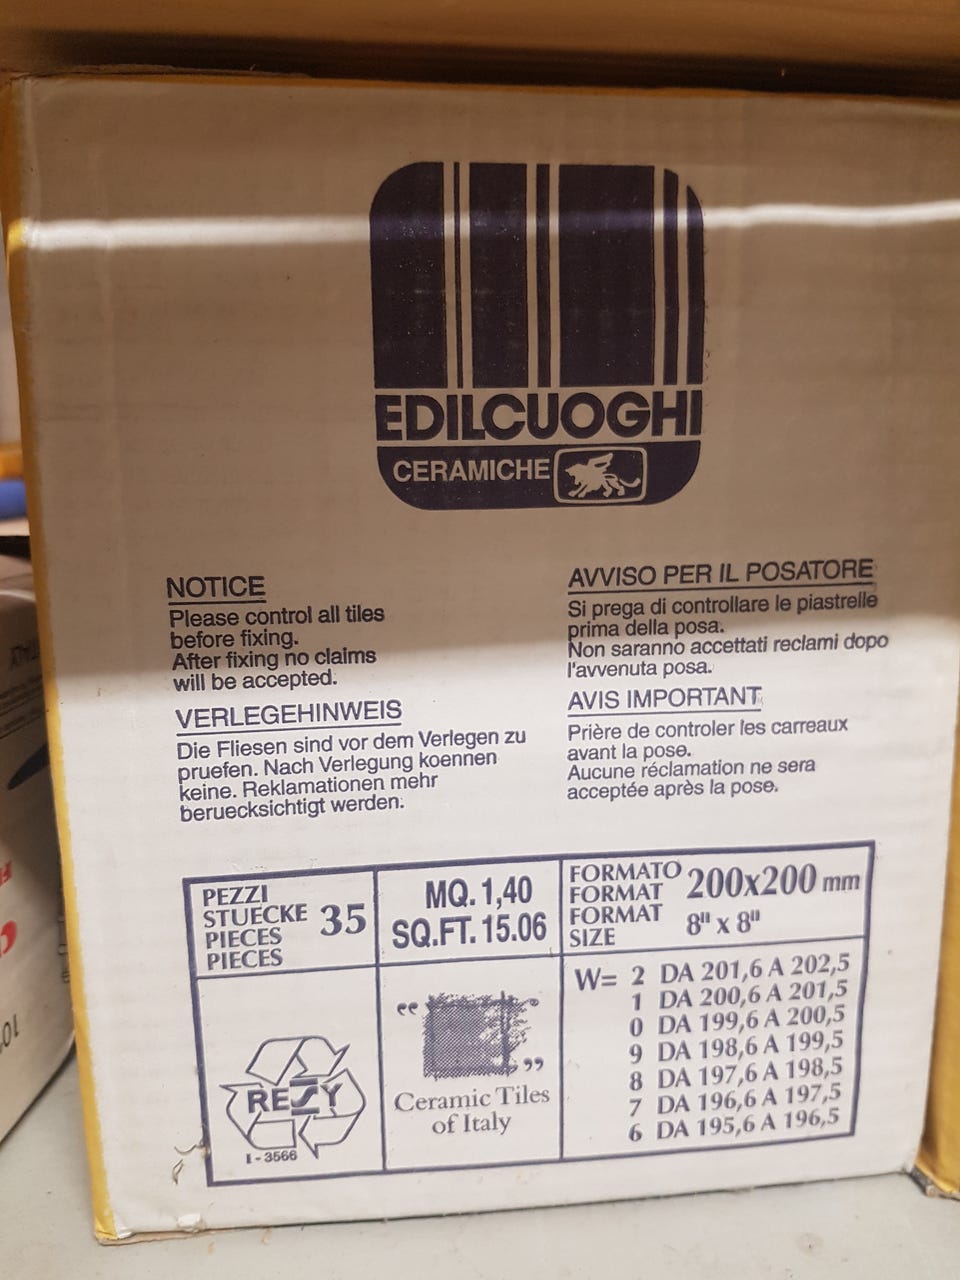 EDILCUOGHI
CERAMICHE
NOTICE
Please control all tiles
before fixing.
After fixing no claims
will be accepted.
VERLEGEHINWEIS
Die Fliesen sind vor dem Verlegen zu
pruefen. Nach Verlegung koennen
keine. Reklamationen mehr
beruecksichtigt werden.
AVVISO PER IL POSATORE
Si prega di controllare le piastrelle
prima della posa.
Non saranno accettati reclami dopo
l'avvenuta posa.
AVIS IMPORTANT
Prière de controler les carreaux
avant la pose.
Aucune réclamation ne sera
acceptée après la pose.
PEZZI
STUECKE 35
PIECES
PIECES
MQ. 1,40
SQ.FT. 15.06
FORMATO
FORMAT
FORMAT
SIZE
200x200 mm
8" x 8"
RESY
I - 3566
Ceramic Tiles
of Italy
W= 2 DA 201,6 A 202,5
1 DA 200,6 A 201,5
0 DA 199,6 A 200,5
9 DA 198,6 A 199,5
8 DA 197,6 A 198,5
7 DA 196,6 A 197,5
6 DA 195,6 A 196,5